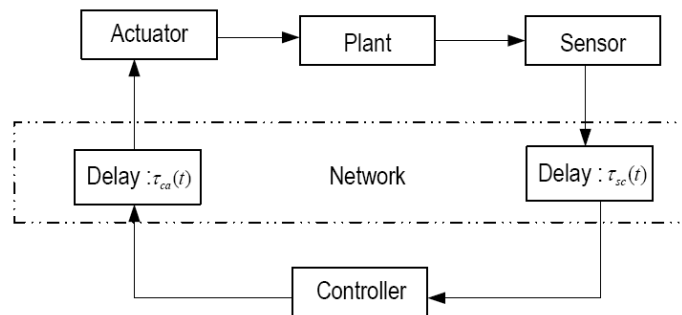 Actuator
Plant
Sensor
Delay : τca(t)
Network
Delay : τsc(t)
Controller